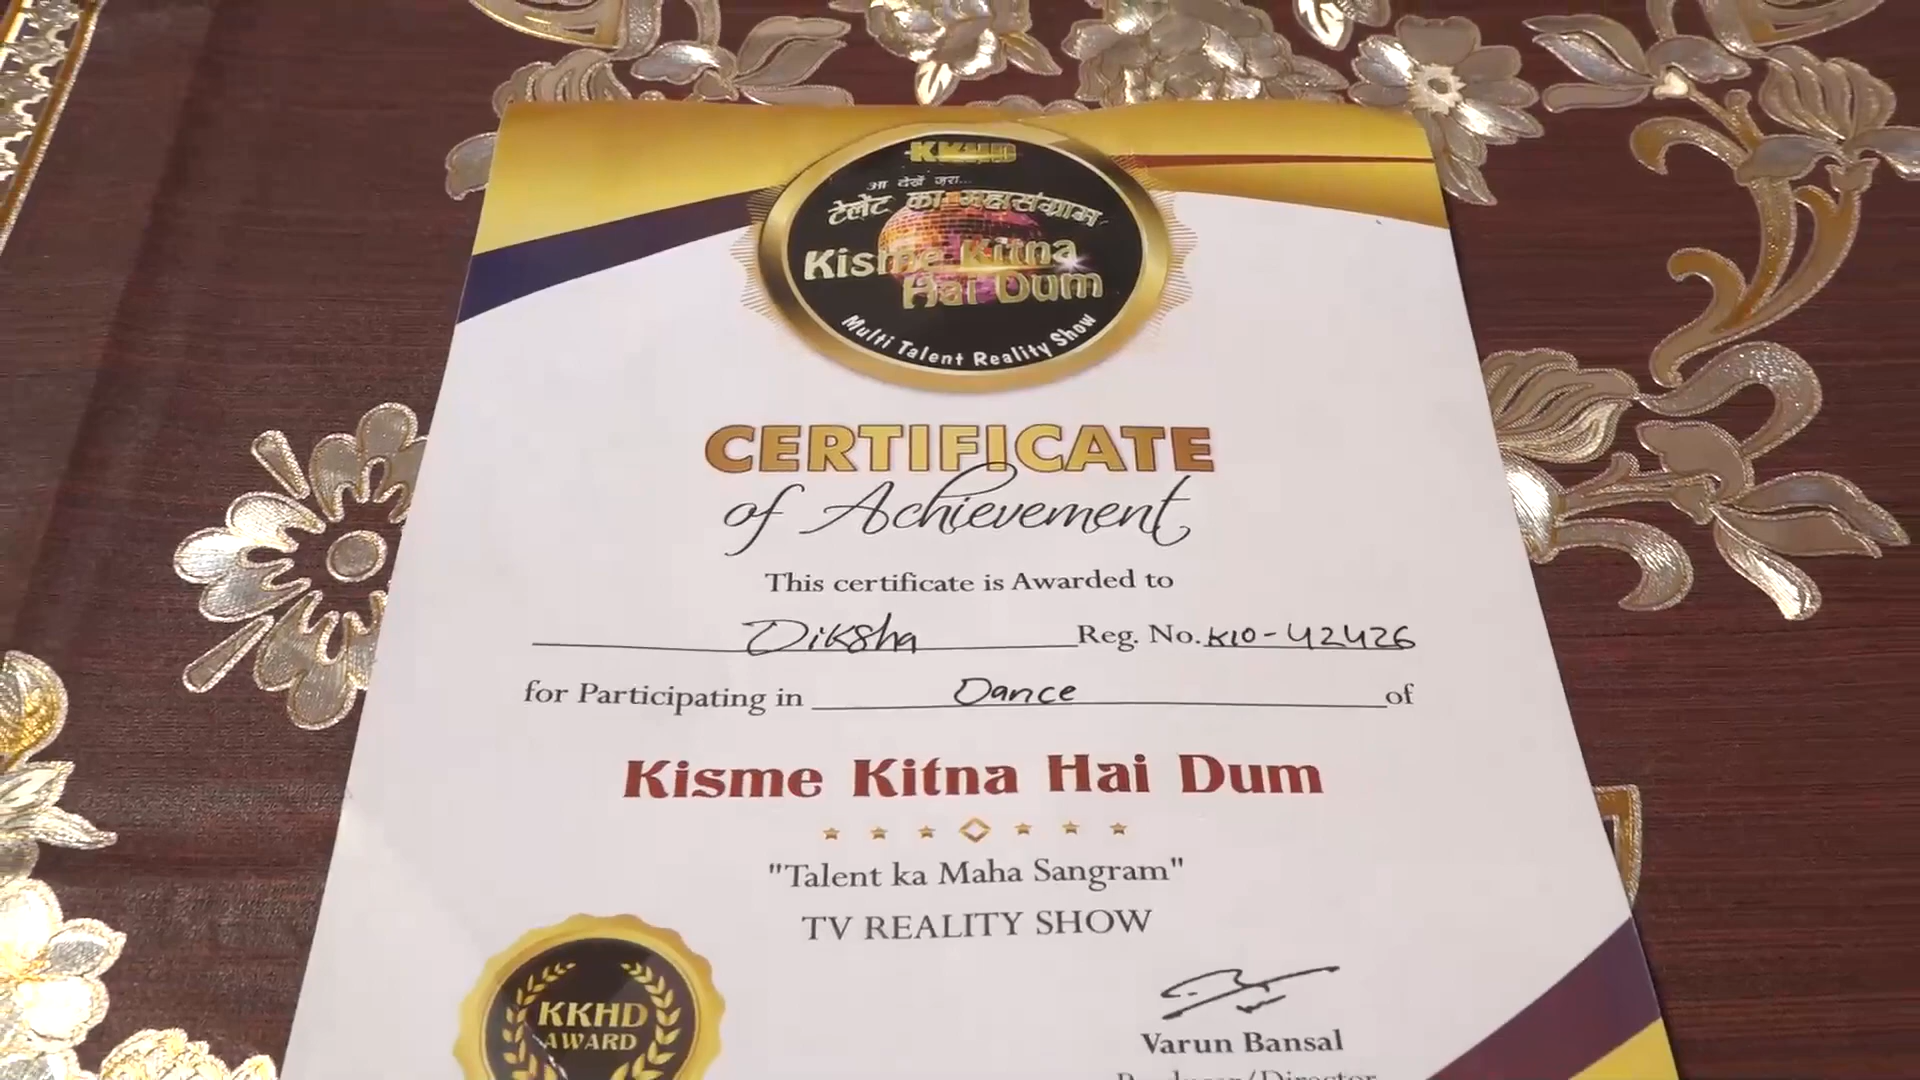 KKHD
आ देखें ज़रा...
टेलेंट का महासंग्राम
Kisme Kitna
Hai Dum
Multi Talent Reality Show
CERTIFICATE
of Achievement
This certificate is Awarded to
Diksha Reg. No. K10-42426
for Participating in Dance of
Kisme Kitna Hai Dum
"Talent ka Maha Sangram"
TV REALITY SHOW
KKHD
AWARD
Varun Bansal
Producer/Director